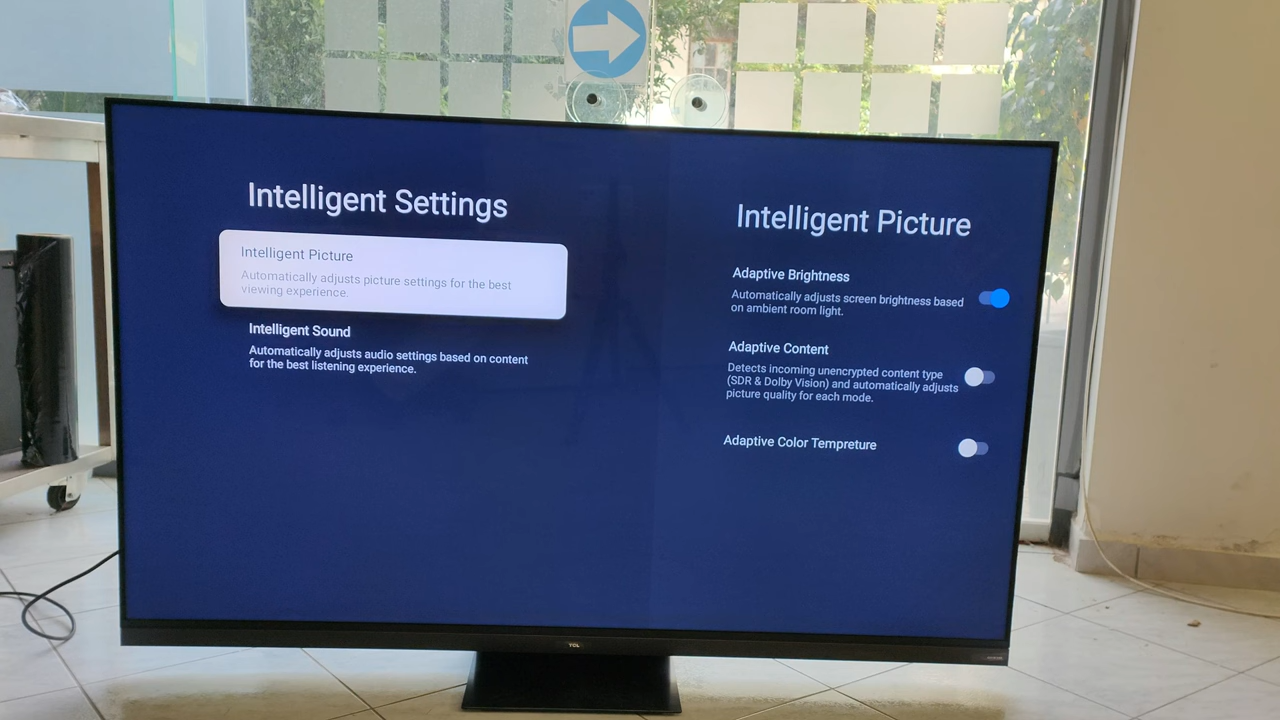 Intelligent Settings
Intelligent Picture
Automatically adjusts picture settings for the best
viewing experience.
Intelligent Sound
Automatically adjusts audio settings based on content
for the best listening experience.
Intelligent Picture
Adaptive Brightness
Automatically adjusts screen brightness based
on ambient room light.
Adaptive Content
Detects incoming unencrypted content type
(SDR & Dolby Vision) and automatically adjusts
picture quality for each mode.
Adaptive Color Tempreture
TCL